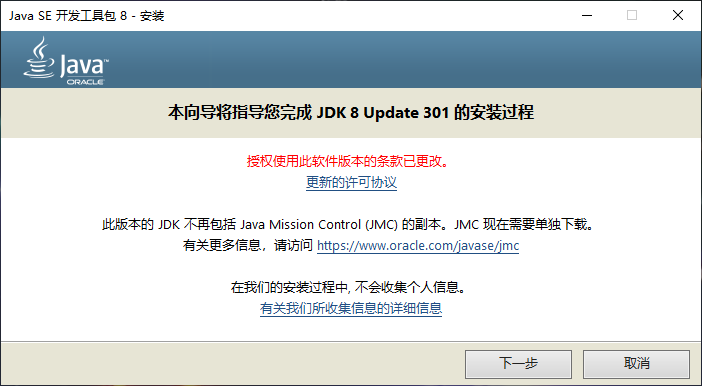 Java SE 开发工具包 8 - 安装
Java™
ORACLE
本向导将指导您完成 JDK 8 Update 301 的安装过程
授权使用此软件版本的条款已更改。
更新的许可协议
此版本的 JDK 不再包括 Java Mission Control (JMC) 的副本。JMC 现在需要单独下载。
有关更多信息，请访问 https://www.oracle.com/javase/jmc
在我们的安装过程中, 不会收集个人信息。
有关我们所收集信息的详细信息
下一步 取消